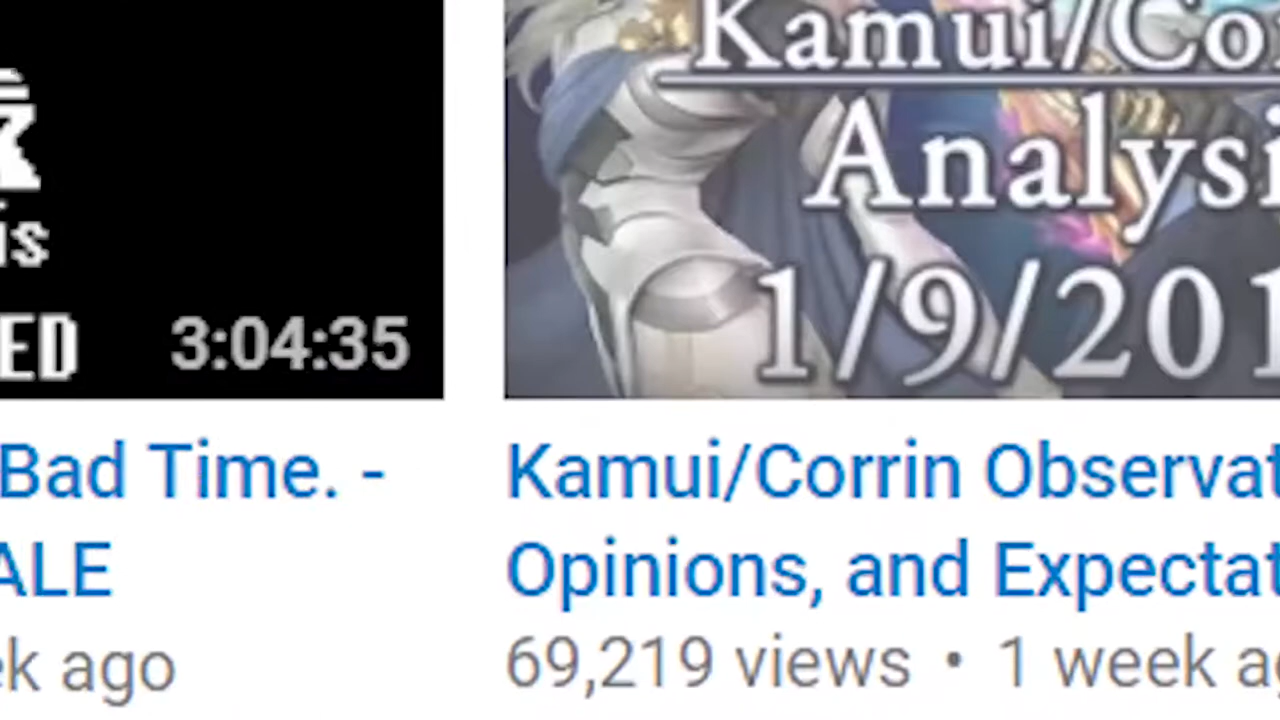 is
ED
3:04:35
Kamui/Co
Analysi
1/9/201
Bad Time. -
ALE
ek ago
Kamui/Corrin Observat
Opinions, and Expectat
69,219 views • 1 week ag